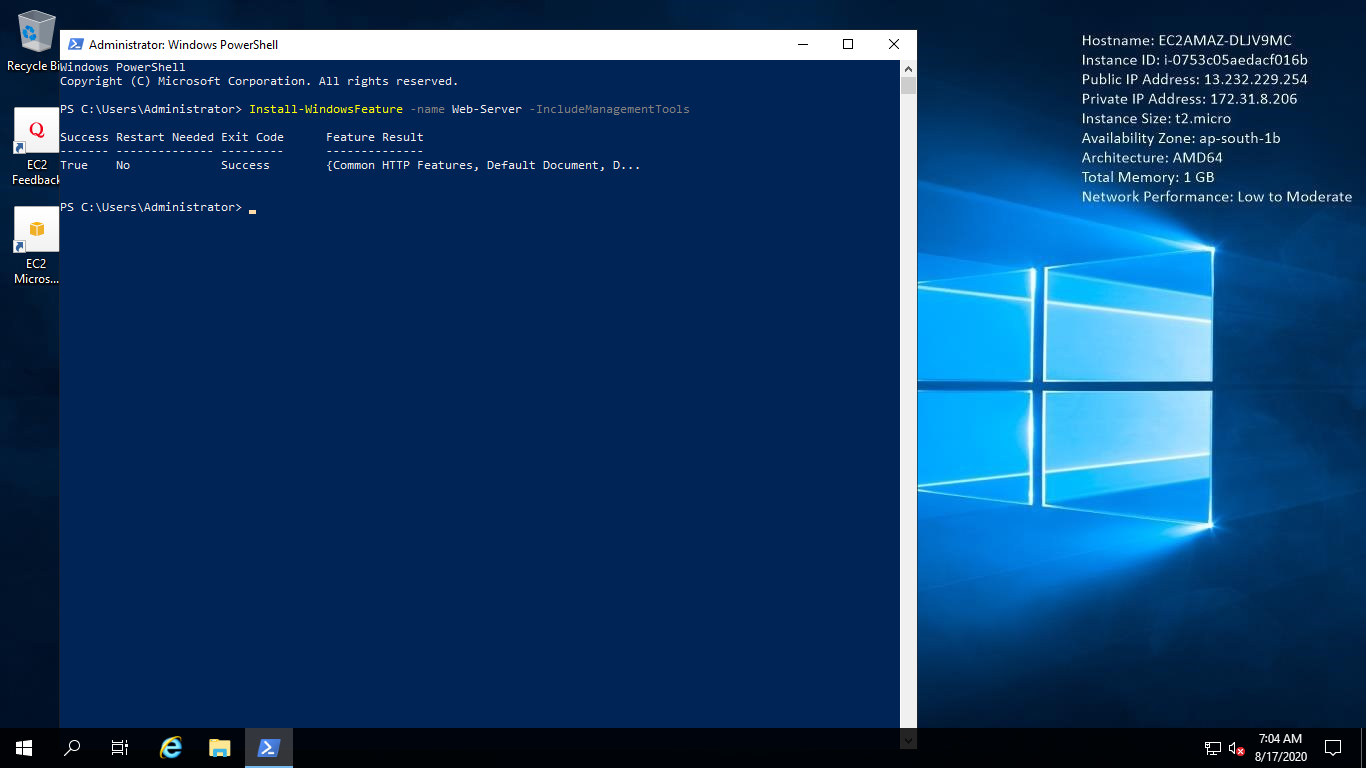 Recycle Bi
Q
EC2
Feedback
EC2
Micros...
Administrator: Windows PowerShell
Windows PowerShell
Copyright (C) Microsoft Corporation. All rights reserved.
PS C:\Users\Administrator> Install-WindowsFeature -name Web-Server -IncludeManagementTools
Success Restart Needed Exit Code      Feature Result
------- -------------- ---------      --------------
True    No             Success        {Common HTTP Features, Default Document, D...
PS C:\Users\Administrator>
Hostname: EC2AMAZ-DLJV9MC
Instance ID: i-0753c05aedacf016b
Public IP Address: 13.232.229.254
Private IP Address: 172.31.8.206
Instance Size: t2.micro
Availability Zone: ap-south-1b
Architecture: AMD64
Total Memory: 1 GB
Network Performance: Low to Moderate
7:04 AM
8/17/2020